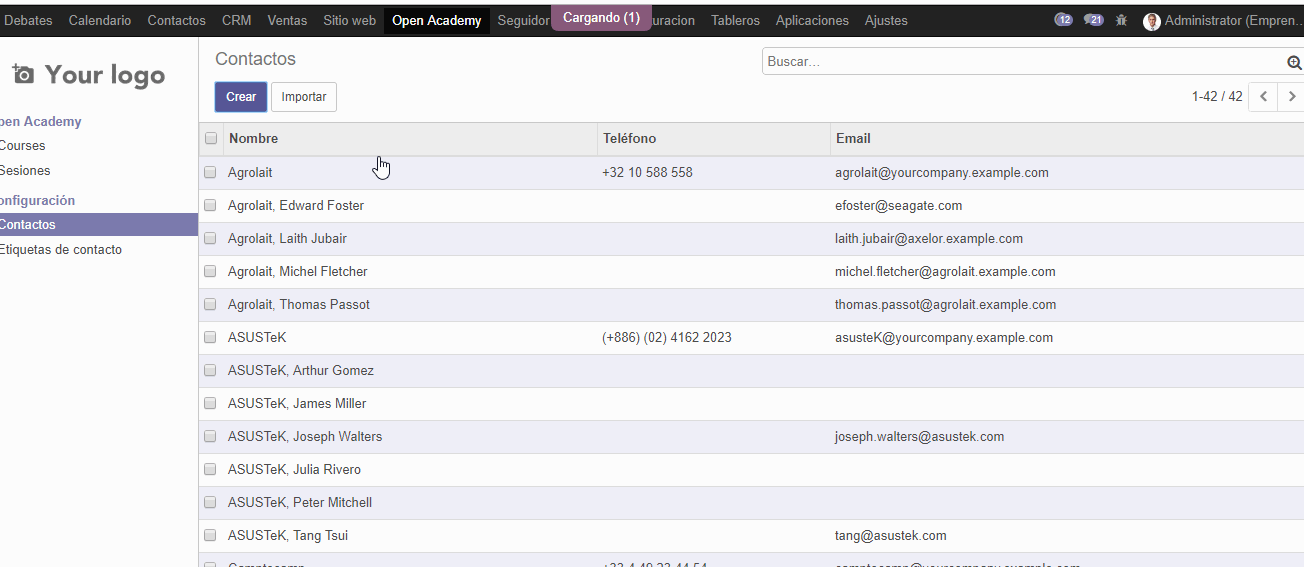 Debates Calendario Contactos CRM Ventas Sitio web Open Academy Seguidor Cargando (1) uracion Tableros Aplicaciones Ajustes 12 21 Administrator (Empren...
Your logo
Contactos
Buscar...
Crear Importar
1-42 / 42
pen Academy
Courses
Sesiones
onfiguración
Contactos
Etiquetas de contacto
Nombre Teléfono Email
Agrolait +32 10 588 558 agrolait@yourcompany.example.com
Agrolait, Edward Foster efoster@seagate.com
Agrolait, Laith Jubair laith.jubair@axelor.example.com
Agrolait, Michel Fletcher michel.fletcher@agrolait.example.com
Agrolait, Thomas Passot thomas.passot@agrolait.example.com
ASUSTeK (+886) (02) 4162 2023 asusteK@yourcompany.example.com
ASUSTeK, Arthur Gomez
ASUSTeK, James Miller
ASUSTeK, Joseph Walters joseph.walters@asustek.com
ASUSTeK, Julia Rivero
ASUSTeK, Peter Mitchell
ASUSTeK, Tang Tsui tang@asustek.com